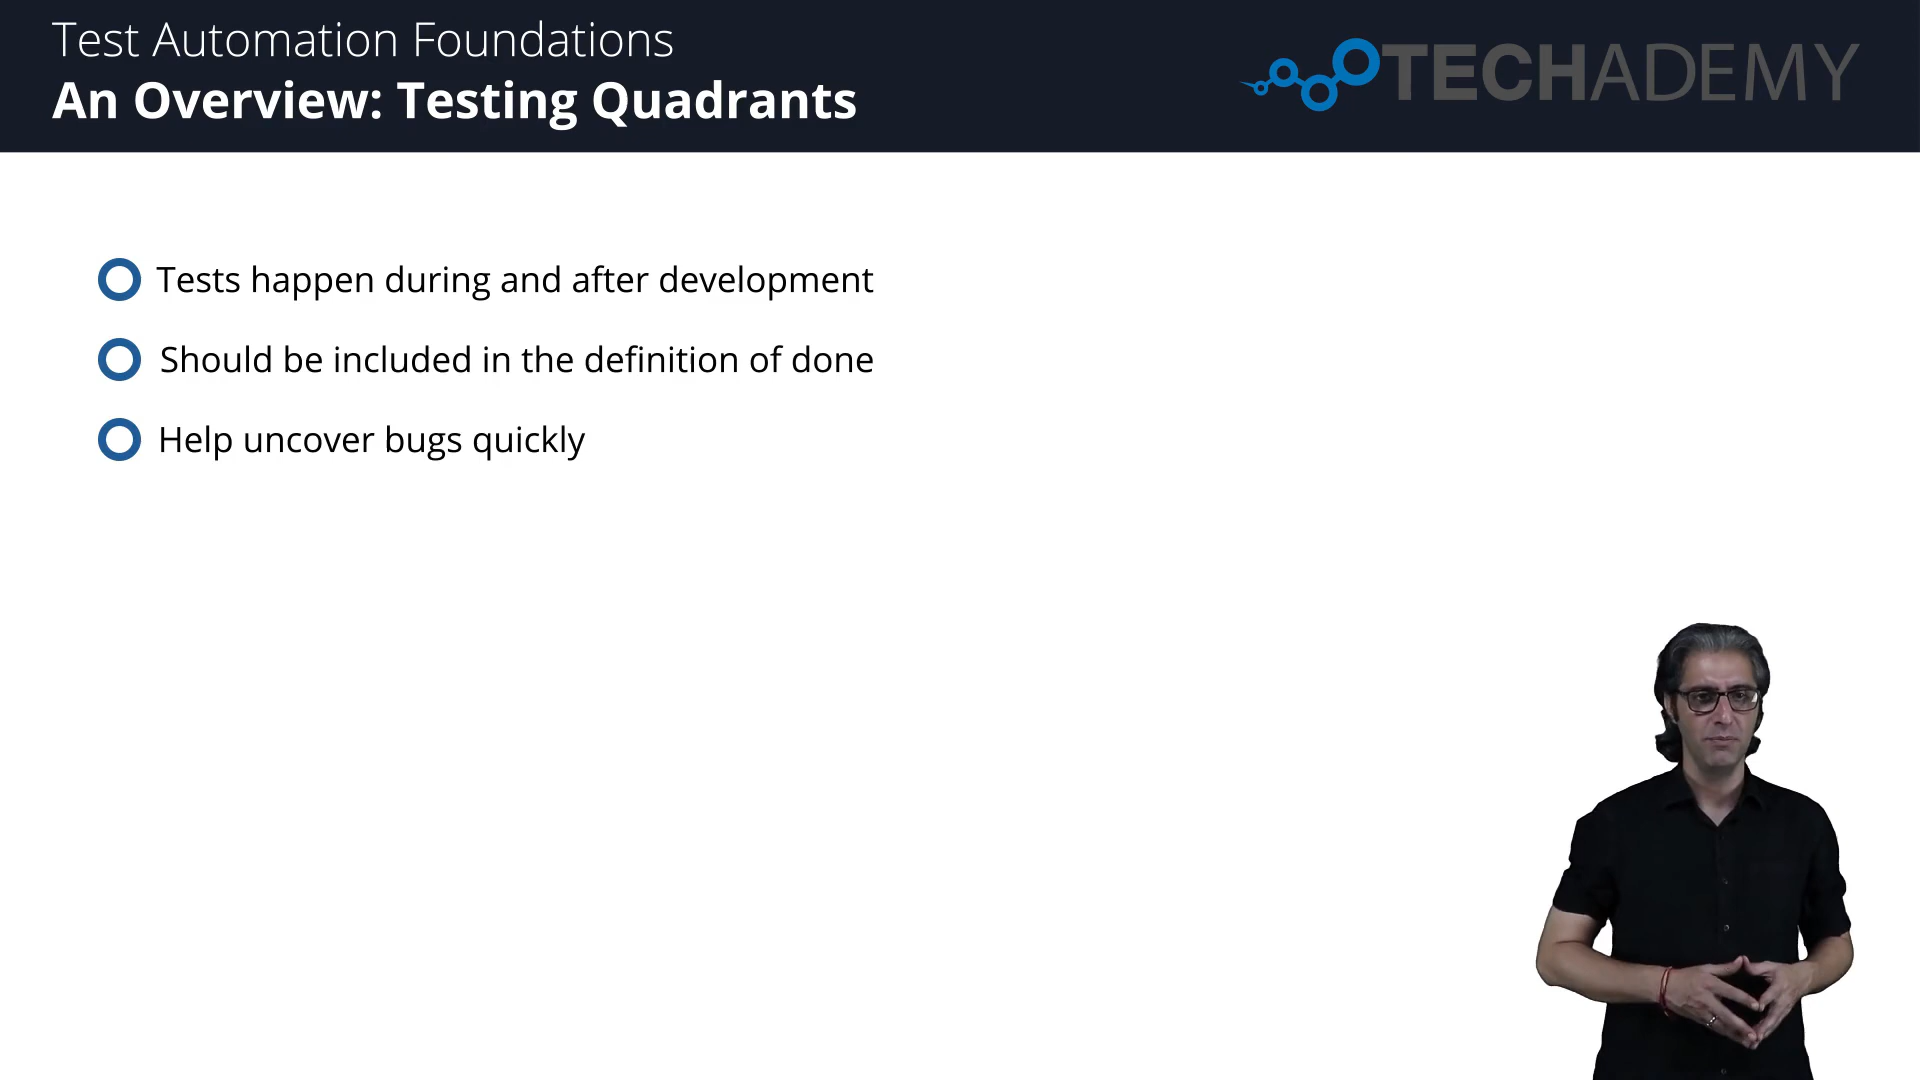 Test Automation Foundations
An Overview: Testing Quadrants
TECHADEMY
Tests happen during and after development
Should be included in the definition of done
Help uncover bugs quickly